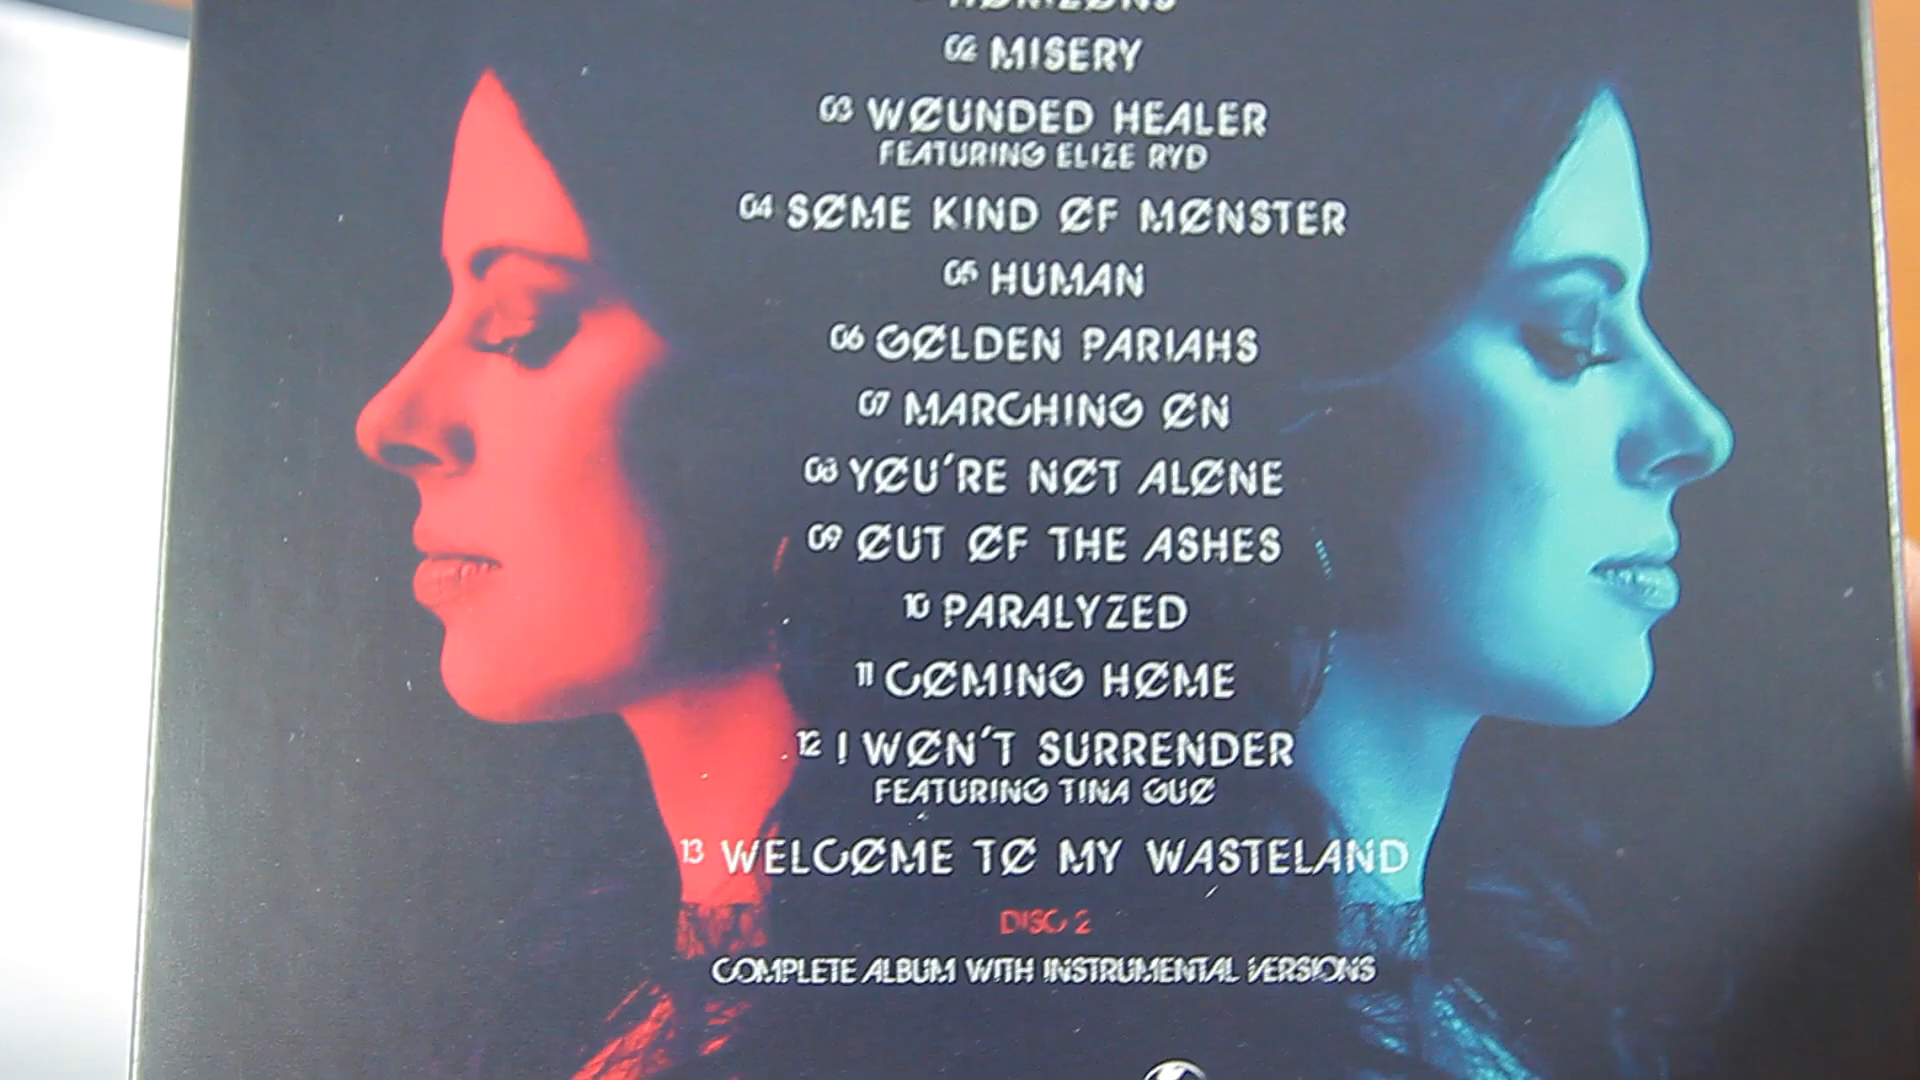 HØRIZØNS
02 MISERY
03 WØUNDED HEALER
FEATURING ELIZE RYD
04 SØME KIND ØF MØNSTER
05 HUMAN
06 GØLDEN PARIAHS
07 MARCHING ØN
08 YØU'RE NØT ALØNE
09 ØUT ØF THE ASHES
10 PARALYZED
11 CØMING HØME
12 I WØN'T SURRENDER
FEATURING TINA GUØ
13 WELCØME TØ MY WASTELAND
DISC 2
COMPLETE ALBUM WITH INSTRUMENTAL VERSIONS